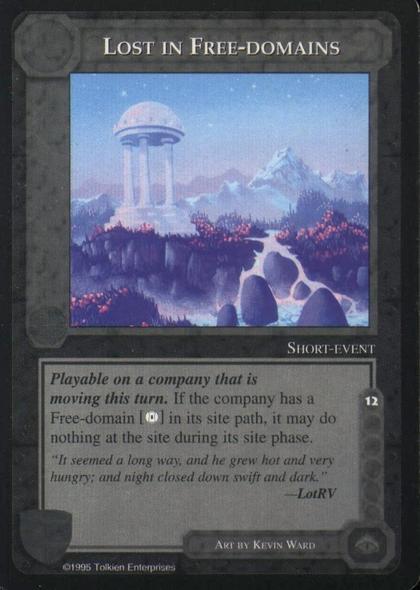 Lost in Free-domains
Short-event
Playable on a company that is
moving this turn. If the company has a
Free-domain [ ] in its site path, it may do
nothing at the site during its site phase.
12
"It seemed a long way, and he grew hot and very
hungry; and night closed down swift and dark."
—LotRV
Art by Kevin Ward
©1995 Tolkien Enterprises